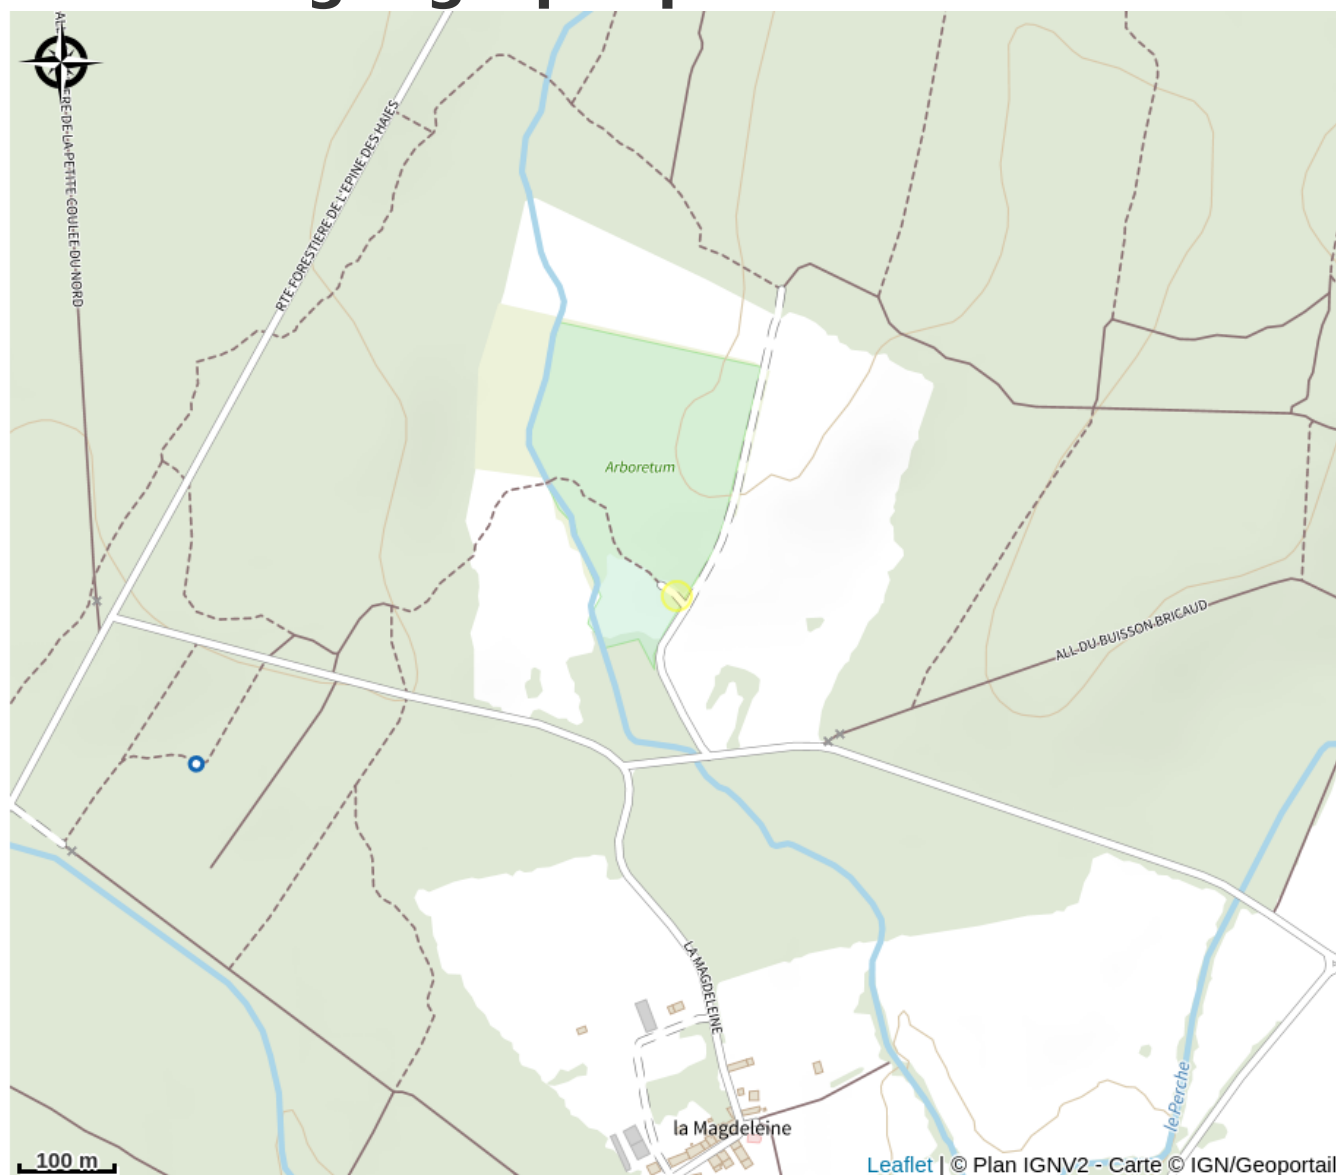 RTE FORESTIERE DE L'EPINE DES HAIES
Arboretum
ALL DU BUISSON BRICAUD
LA MAGDELEINE
le Perche
la Magdeleine
100 m
Leaflet | © Plan IGNV2 - Carte © IGN/Geoportail